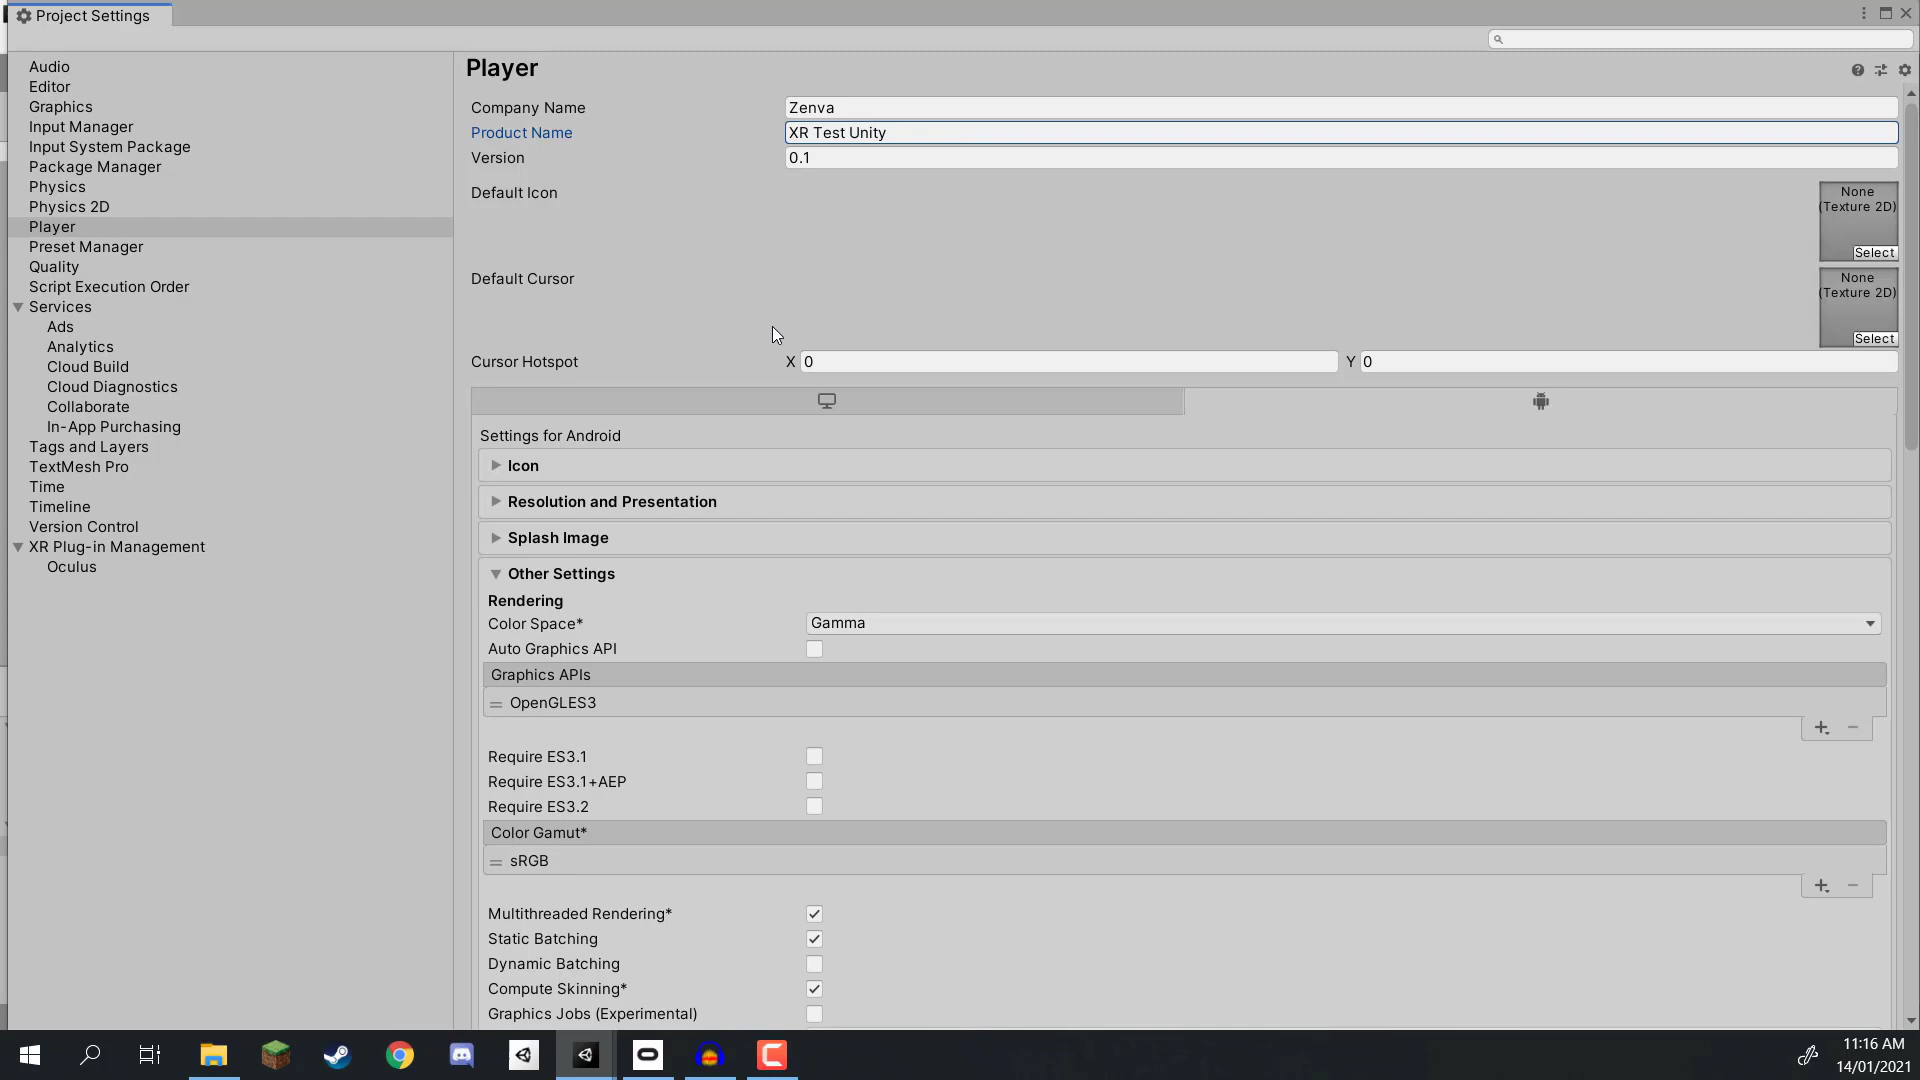 Project Settings
Audio
Editor
Graphics
Input Manager
Input System Package
Package Manager
Physics
Physics 2D
Player
Preset Manager
Quality
Script Execution Order
Services
Ads
Analytics
Cloud Build
Cloud Diagnostics
Collaborate
In-App Purchasing
Tags and Layers
TextMesh Pro
Time
Timeline
Version Control
XR Plug-in Management
Oculus
Player
Company Name Zenva
Product Name XR Test Unity
Version 0.1
Default Icon
None
(Texture 2D)
Select
Default Cursor
None
(Texture 2D)
Select
Cursor Hotspot X 0 Y 0
Settings for Android
Icon
Resolution and Presentation
Splash Image
Other Settings
Rendering
Color Space* Gamma
Auto Graphics API
Graphics APIs
OpenGLES3
Require ES3.1
Require ES3.1+AEP
Require ES3.2
Color Gamut*
sRGB
Multithreaded Rendering*
Static Batching
Dynamic Batching
Compute Skinning*
Graphics Jobs (Experimental)
11:16 AM
14/01/2021